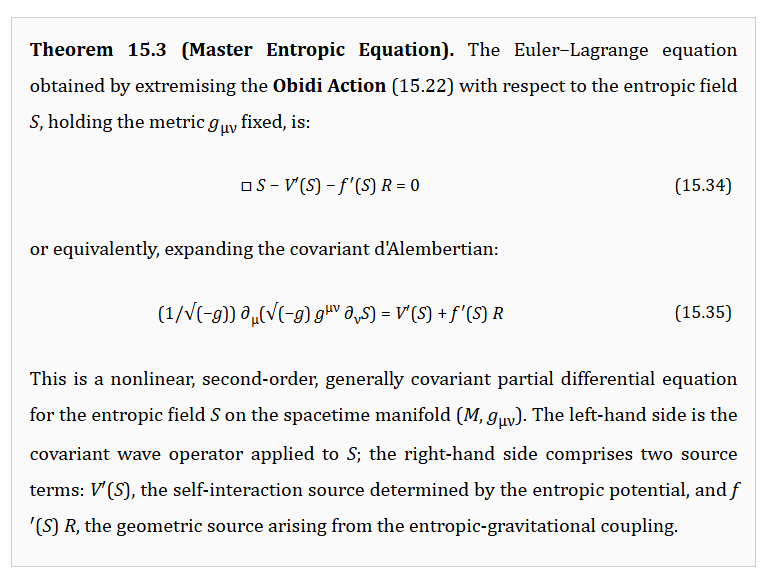 Theorem 15.3 (Master Entropic Equation). The Euler–Lagrange equation
obtained by extremising the Obidi Action (15.22) with respect to the entropic field
S, holding the metric gμν fixed, is:
□ S − V′(S) − f ′(S) R = 0 (15.34)
or equivalently, expanding the covariant d'Alembertian:
(1/√(-g)) ∂μ(√(-g) gμν ∂νS) = V′(S) + f ′(S) R (15.35)
This is a nonlinear, second-order, generally covariant partial differential equation
for the entropic field S on the spacetime manifold (M, gμν). The left-hand side is the
covariant wave operator applied to S; the right-hand side comprises two source
terms: V′(S), the self-interaction source determined by the entropic potential, and f
′(S) R, the geometric source arising from the entropic-gravitational coupling.